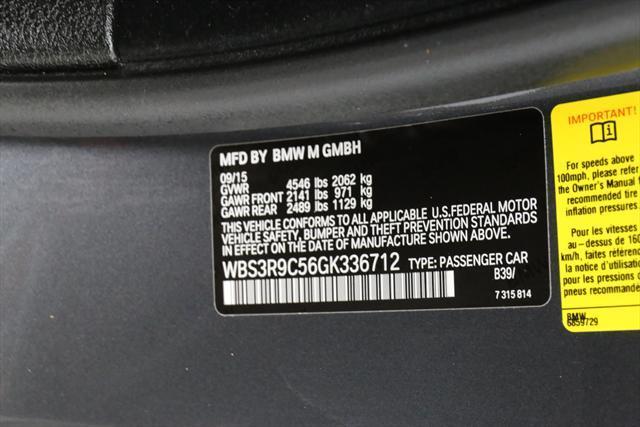 MFD BY BMW M GMBH
09/15
GVWR 4546 lbs 2062 kg
GAWR FRONT 2141 lbs 971 kg
GAWR REAR 2489 lbs 1129 kg
THIS VEHICLE CONFORMS TO ALL APPLICABLE U.S.FEDERAL MOTOR
VEHICLE SAFETY, BUMPER AND THEFT PREVENTION STANDARDS
IN EFFECT ON THE DATE OF MANUFACTURE SHOWN ABOVE.
WBS3R9C56GK336712 TYPE: PASSENGER CAR
B39/
7 315 814
IMPORTANT!
For speeds above
100mph, please refer
the Owner's Manual
recommended tire
inflation pressures.
Pour les vitesses
au-dessus de 160
km/h, faites référence
la notice d'utilisation
pour les pressions de
pneus recommandé
BMW
6859729